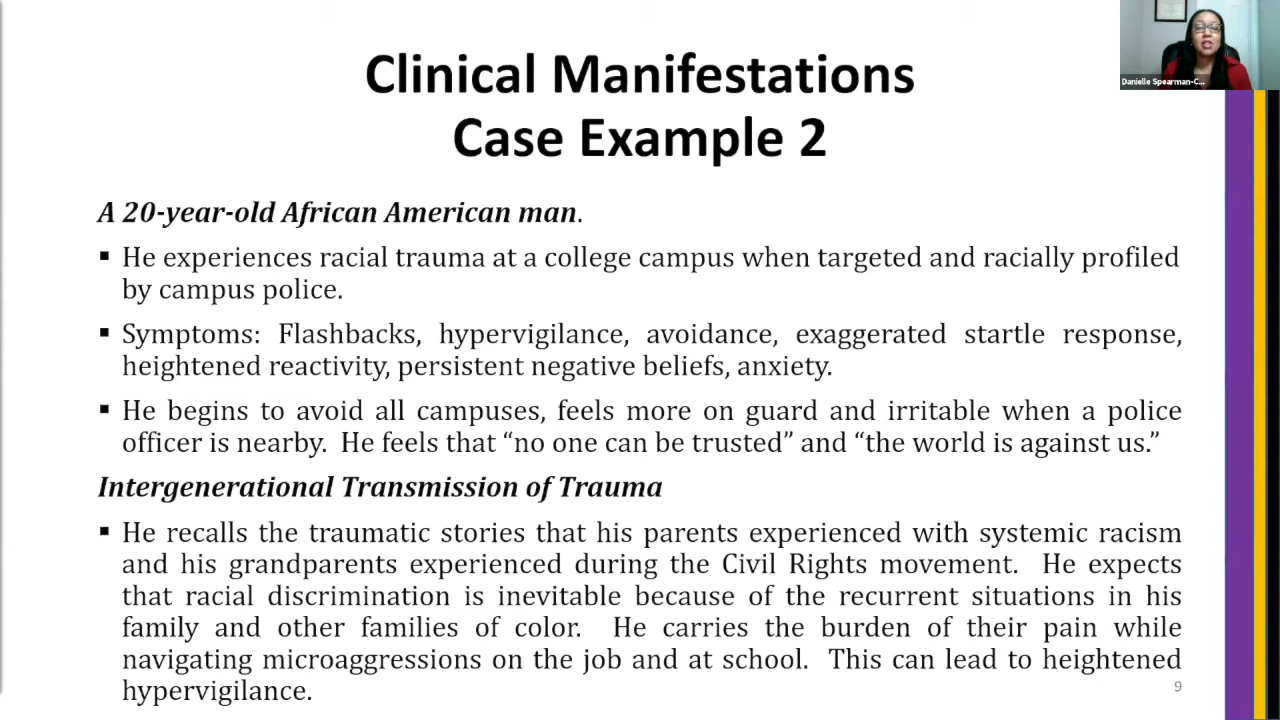 Clinical Manifestations
Case Example 2
Danielle Spearman-C...
A 20-year-old African American man.
▪ He experiences racial trauma at a college campus when targeted and racially profiled
by campus police.
▪ Symptoms: Flashbacks, hypervigilance, avoidance, exaggerated startle response,
heightened reactivity, persistent negative beliefs, anxiety.
▪ He begins to avoid all campuses, feels more on guard and irritable when a police
officer is nearby. He feels that “no one can be trusted” and “the world is against us.”
Intergenerational Transmission of Trauma
▪ He recalls the traumatic stories that his parents experienced with systemic racism
and his grandparents experienced during the Civil Rights movement. He expects
that racial discrimination is inevitable because of the recurrent situations in his
family and other families of color. He carries the burden of their pain while
navigating microaggressions on the job and at school. This can lead to heightened
hypervigilance.
9